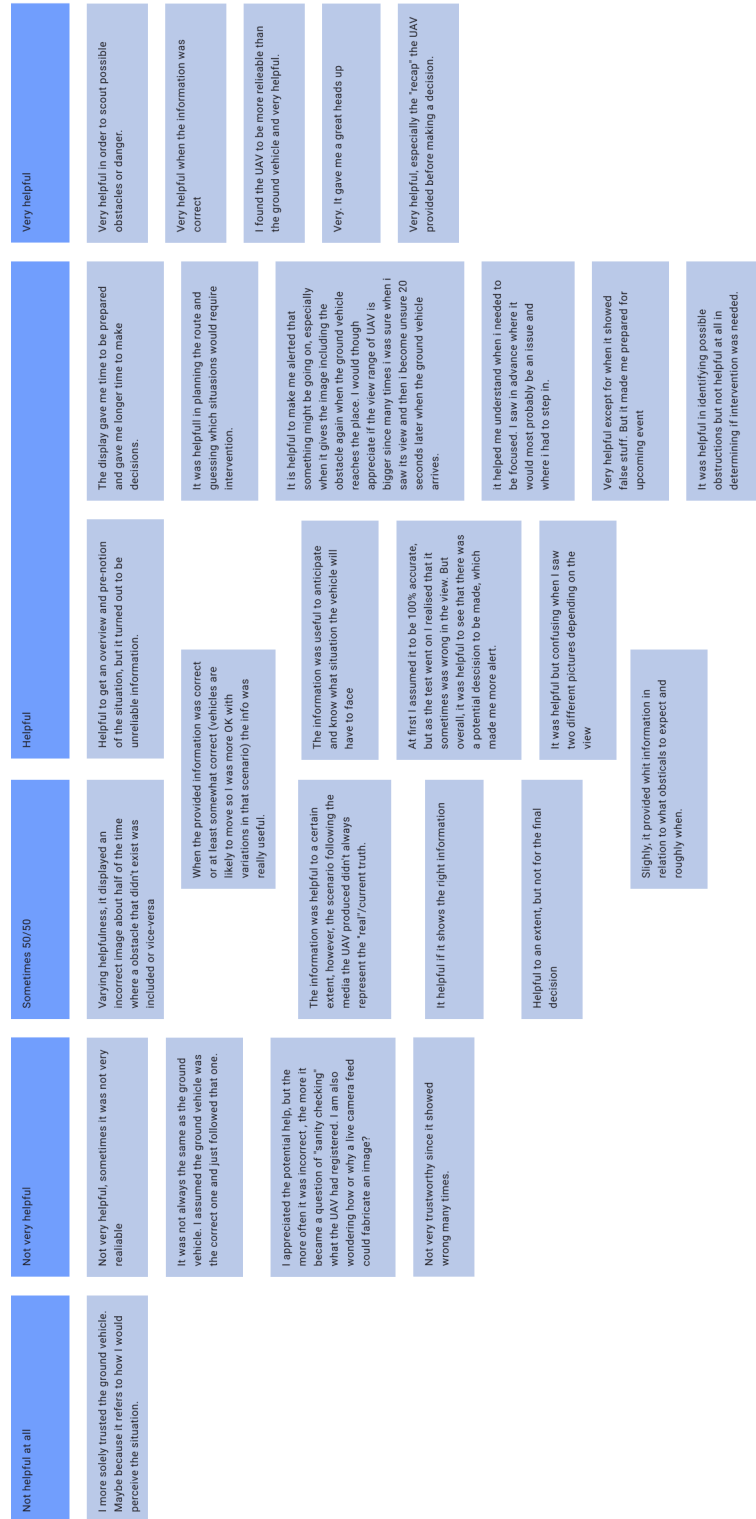 Not helpful at all
I more solely trusted the ground vehicle.
Maybe because it refers to how I would
perceive the situation.
Not very helpful
Not very helpful, sometimes it was not very
realiable
It was not always the same as the ground
vehicle. I assumed the ground vehicle was
the correct one and just followed that one.
I appreciated the potential help, but the
more often it was incorrect , the more it
became a question of "sanity checking"
what the UAV had registered. I am also
wondering how or why a live camera feed
could fabricate an image?
Not very trustworthy since it showed
wrong many times.
Sometimes 50/50
Varying helpfulness, it displayed an
incorrect image about half of the time
where a obstacle that didn't exist was
included or vice-versa
When the provided information was correct
or at least somewhat correct (vehicles are
likely to move so I was more OK with
variations in that scenario) the info was
really useful.
The information was helpful to a certain
extent, however, the scenario following the
media the UAV produced didn't always
represent the "real"/current truth.
It helpful if it shows the right information
Helpful to an extent, but not for the final
decision
Slighly, it provided whit information in
relation to what obsticals to expect and
roughly when.
Helpful
Helpful to get an overview and pre-notion
of the situation, but it turned out to be
unreliable information.
The information was useful to anticipate
and know what situation the vehicle will
have to face
At first I assumed it to be 100% accurate,
but as the test went on I realised that it
sometimes was wrong in the view. But
overall, it was helpful to see that there was
a potential descision to be made, which
made me more alert.
It was helpful but confusing when I saw
two different pictures depending on the
view
The display gave me time to be prepared
and gave me longer time to make
decisions.
It was helpfull in planning the route and
guessing which situasions would require
intervention.
It is helpful to make me alerted that
something might be going on, especially
when it gives the image including the
obstacle again when the ground vehicle
reaches the place. I would though
appreciate if the view range of UAV is
bigger since many times i was sure when i
saw its view and then i become unsure 20
seconds later when the ground vehicle
arrives.
it helped me understand when i needed to
be focused. I saw in advance where it
would most probably be an issue and
where i had to step in.
Very helpful except for when it showed
false stuff. But it made me prepared for
upcoming event
It was helpful in identifying possible
obstructions but not helpful at all in
determining if intervention was needed.
Very helpful
Very helpful in order to scout possible
obstacles or danger.
Very helpful when the information was
correct
I found the UAV to be more relieable than
the ground vehicle and very helpful.
Very. It gave me a great heads up
Very helpful, especially the "recap" the UAV
provided before making a decision.